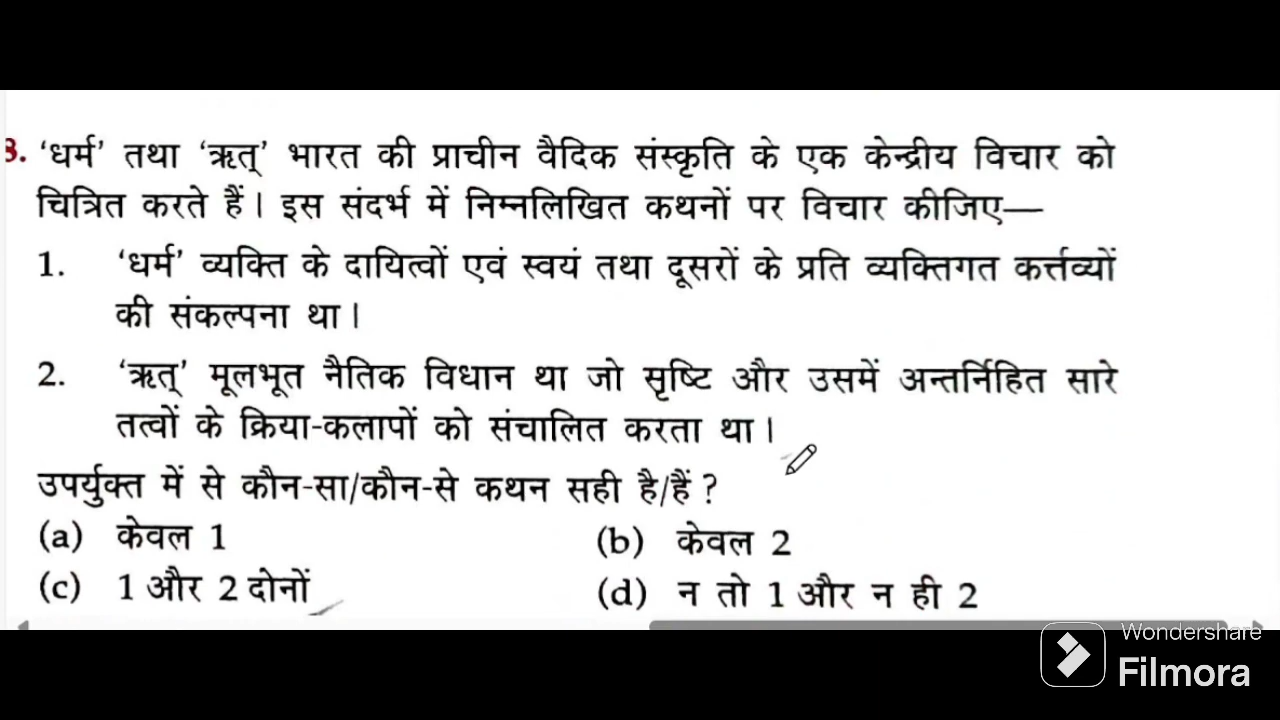 3. ‘धर्म’ तथा ‘ऋत्’ भारत की प्राचीन वैदिक संस्कृति के एक केन्द्रीय विचार को
चित्रित करते हैं। इस संदर्भ में निम्नलिखित कथनों पर विचार कीजिए—
1. ‘धर्म’ व्यक्ति के दायित्वों एवं स्वयं तथा दूसरों के प्रति व्यक्तिगत कर्त्तव्यों
की संकल्पना था।
2. ‘ऋत्’ मूलभूत नैतिक विधान था जो सृष्टि और उसमें अन्तर्निहित सारे
तत्वों के क्रिया-कलापों को संचालित करता था।
उपर्युक्त में से कौन-सा/कौन-से कथन सही है/हैं ?
(a) केवल 1 (b) केवल 2
(c) 1 और 2 दोनों (d) न तो 1 और न ही 2
Wondershare
Filmora